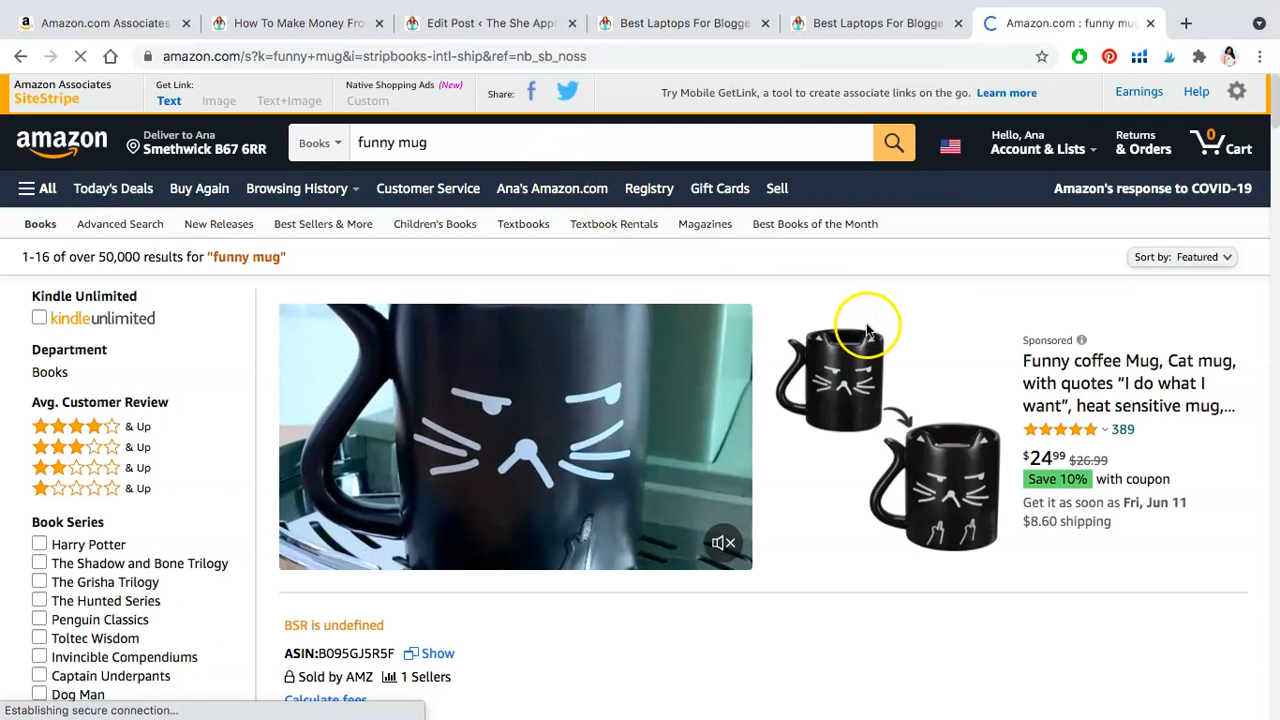 Amazon.com Associates
How To Make Money Fro
Edit Post ‹ The She Appr
Best Laptops For Blogge
Best Laptops For Blogge
Amazon.com : funny mug
amazon.com/s?k=funny+mug&i=stripbooks-intl-ship&ref=nb_sb_noss
Amazon Associates
SiteStripe
Get Link:
Text
Image
Text+Image
Native Shopping Ads (New)
Custom
Share:
Try Mobile GetLink, a tool to create associate links on the go. Learn more
Earnings
Help
amazon
Deliver to Ana
Smethwick B67 6RR
Books
funny mug
Hello, Ana
Account & Lists
Returns
& Orders
0
Cart
All
Today's Deals
Buy Again
Browsing History
Customer Service
Ana's Amazon.com
Registry
Gift Cards
Sell
Amazon's response to COVID-19
Books
Advanced Search
New Releases
Best Sellers & More
Children's Books
Textbooks
Textbook Rentals
Magazines
Best Books of the Month
1-16 of over 50,000 results for "funny mug"
Sort by: Featured
Kindle Unlimited
kindleunlimited
Department
Books
Avg. Customer Review
& Up
& Up
& Up
& Up
Book Series
Harry Potter
The Shadow and Bone Trilogy
The Grisha Trilogy
The Hunted Series
Penguin Classics
Toltec Wisdom
Invincible Compendiums
Captain Underpants
Dog Man
Sponsored
Funny coffee Mug, Cat mug,
with quotes “I do what I
want”, heat sensitive mug,...
389
$24.99 $26.99
Save 10% with coupon
Get it as soon as Fri, Jun 11
$8.60 shipping
BSR is undefined
ASIN:B095GJ5R5F Show
Sold by AMZ 1 Sellers
Calculate fees
Establishing secure connection...